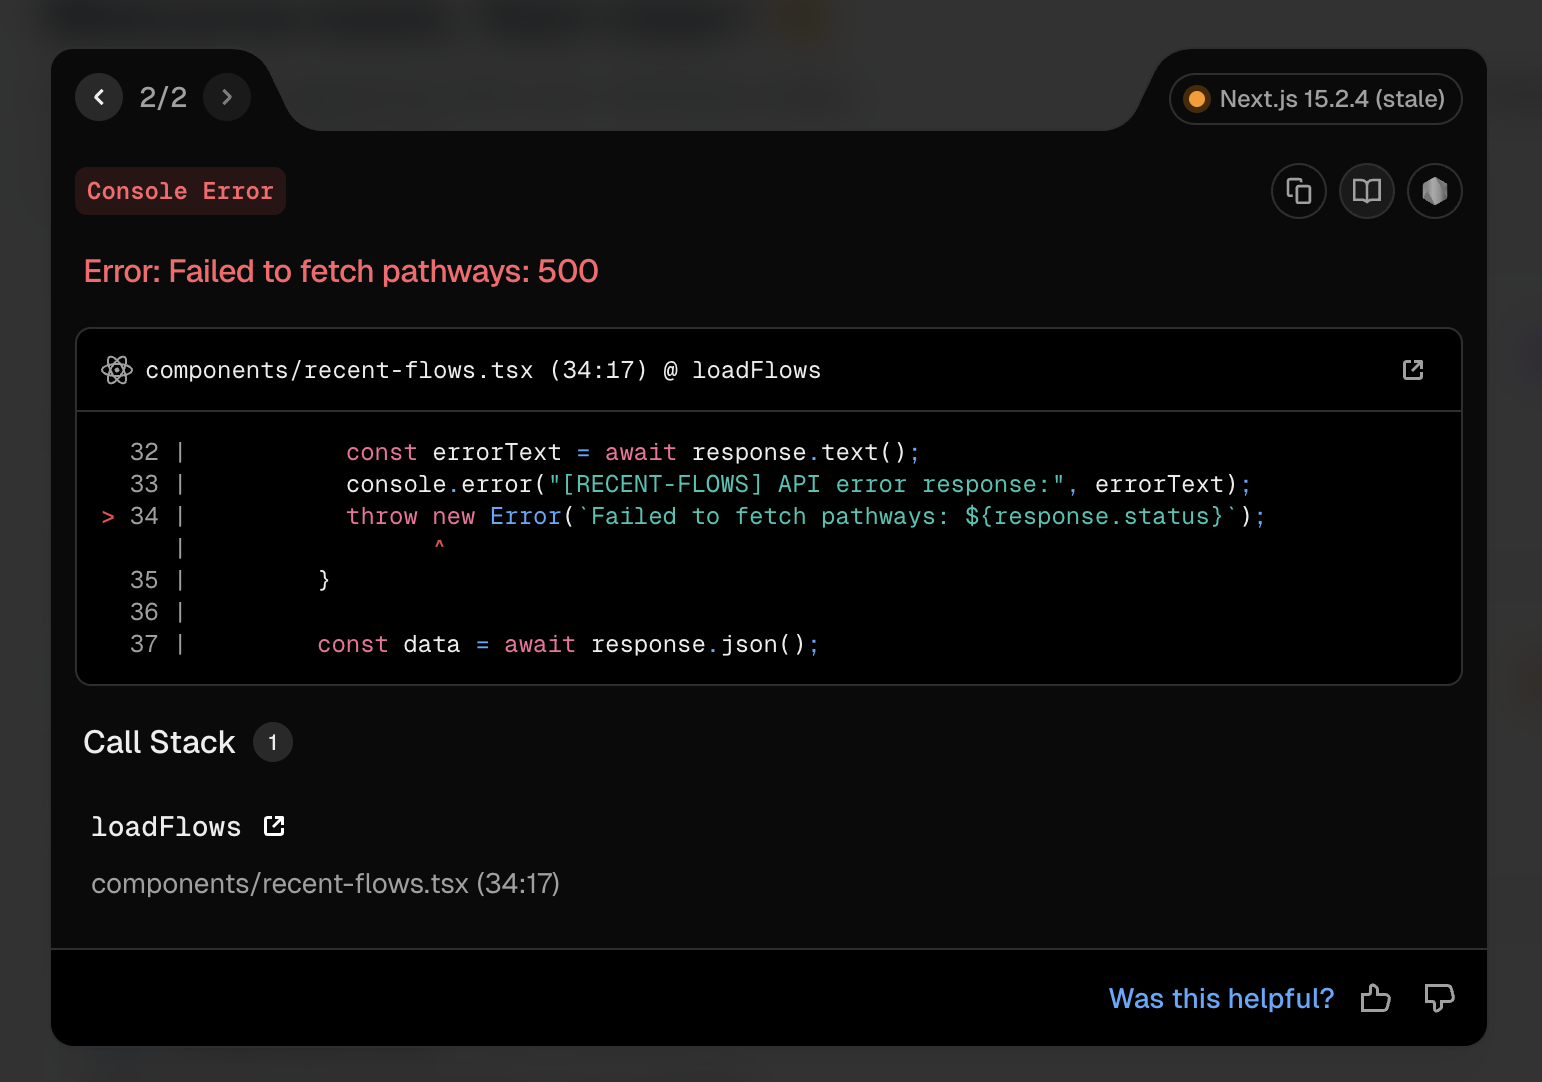 2/2
Next.js 15.2.4 (stale)
Console Error
Error: Failed to fetch pathways: 500
components/recent-flows.tsx (34:17) @ loadFlows
32 |           const errorText = await response.text();
33 |           console.error("[RECENT-FLOWS] API error response:", errorText);
> 34 |           throw new Error(`Failed to fetch pathways: ${response.status}`);
|                 ^
35 |         }
36 |
37 |         const data = await response.json();
Call Stack 1
loadFlows
components/recent-flows.tsx (34:17)
Was this helpful?